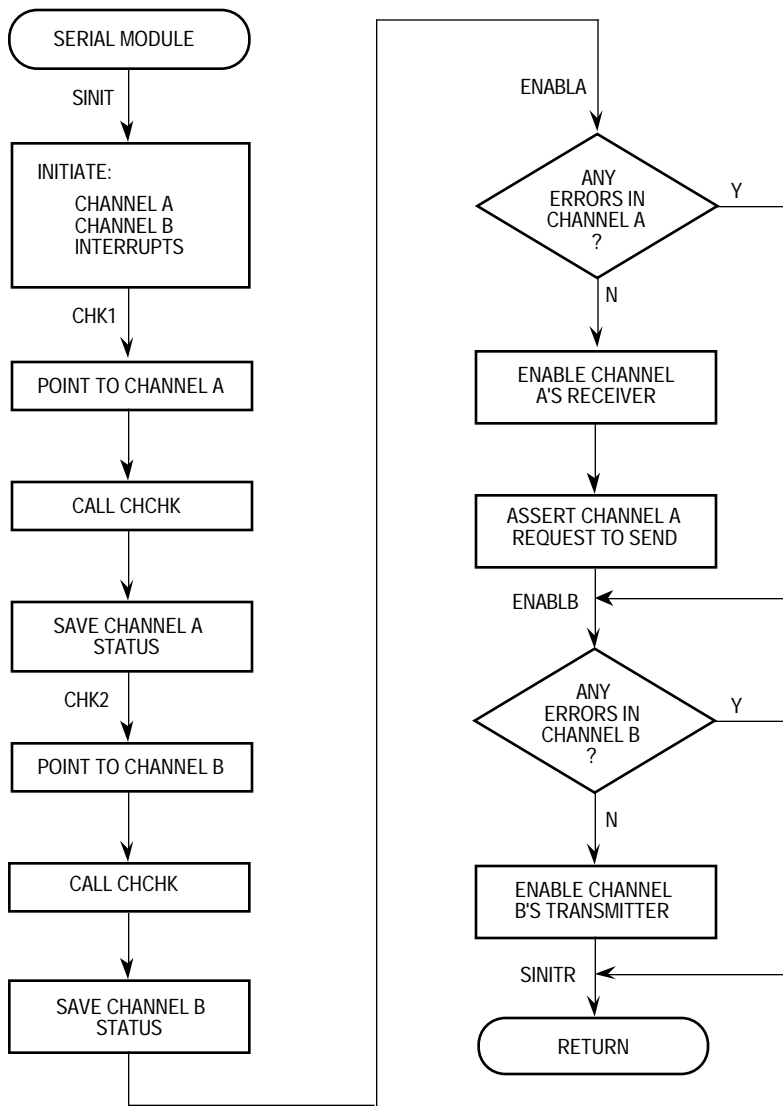 SERIAL MODULE
SINIT
INITIATE:
CHANNEL A
CHANNEL B
INTERRUPTS
CHK1
POINT TO CHANNEL A
CALL CHCHK
SAVE CHANNEL A
STATUS
CHK2
POINT TO CHANNEL B
CALL CHCHK
SAVE CHANNEL B
STATUS
ENABLA
ANY
ERRORS IN
CHANNEL A
?
Y
N
ENABLE CHANNEL
A'S RECEIVER
ASSERT CHANNEL A
REQUEST TO SEND
ENABLB
ANY
ERRORS IN
CHANNEL B
?
Y
N
ENABLE CHANNEL
B'S TRANSMITTER
SINITR
RETURN